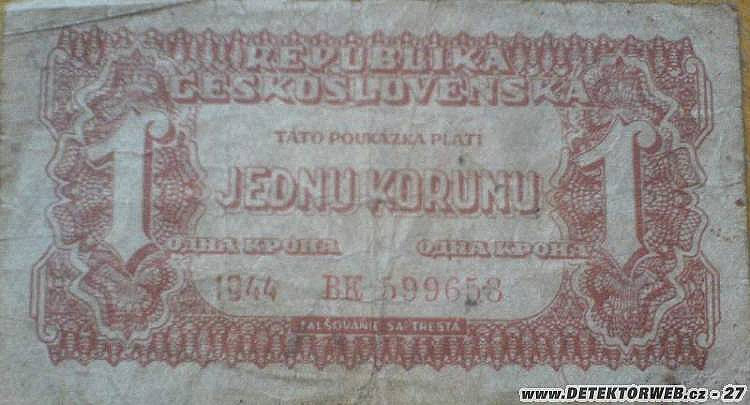 REPUBLIKA
ČESKOSLOVENSKÁ
TÁTO POUKÁZKA PLATÍ
1 JEDNU KORUNU 1
ОДНА КРОНА ОДНА КРОНА
1944 BK 599658
FALŠOVANIE SA TRESTÁ
www.DETEKTORWEB.cz - 27